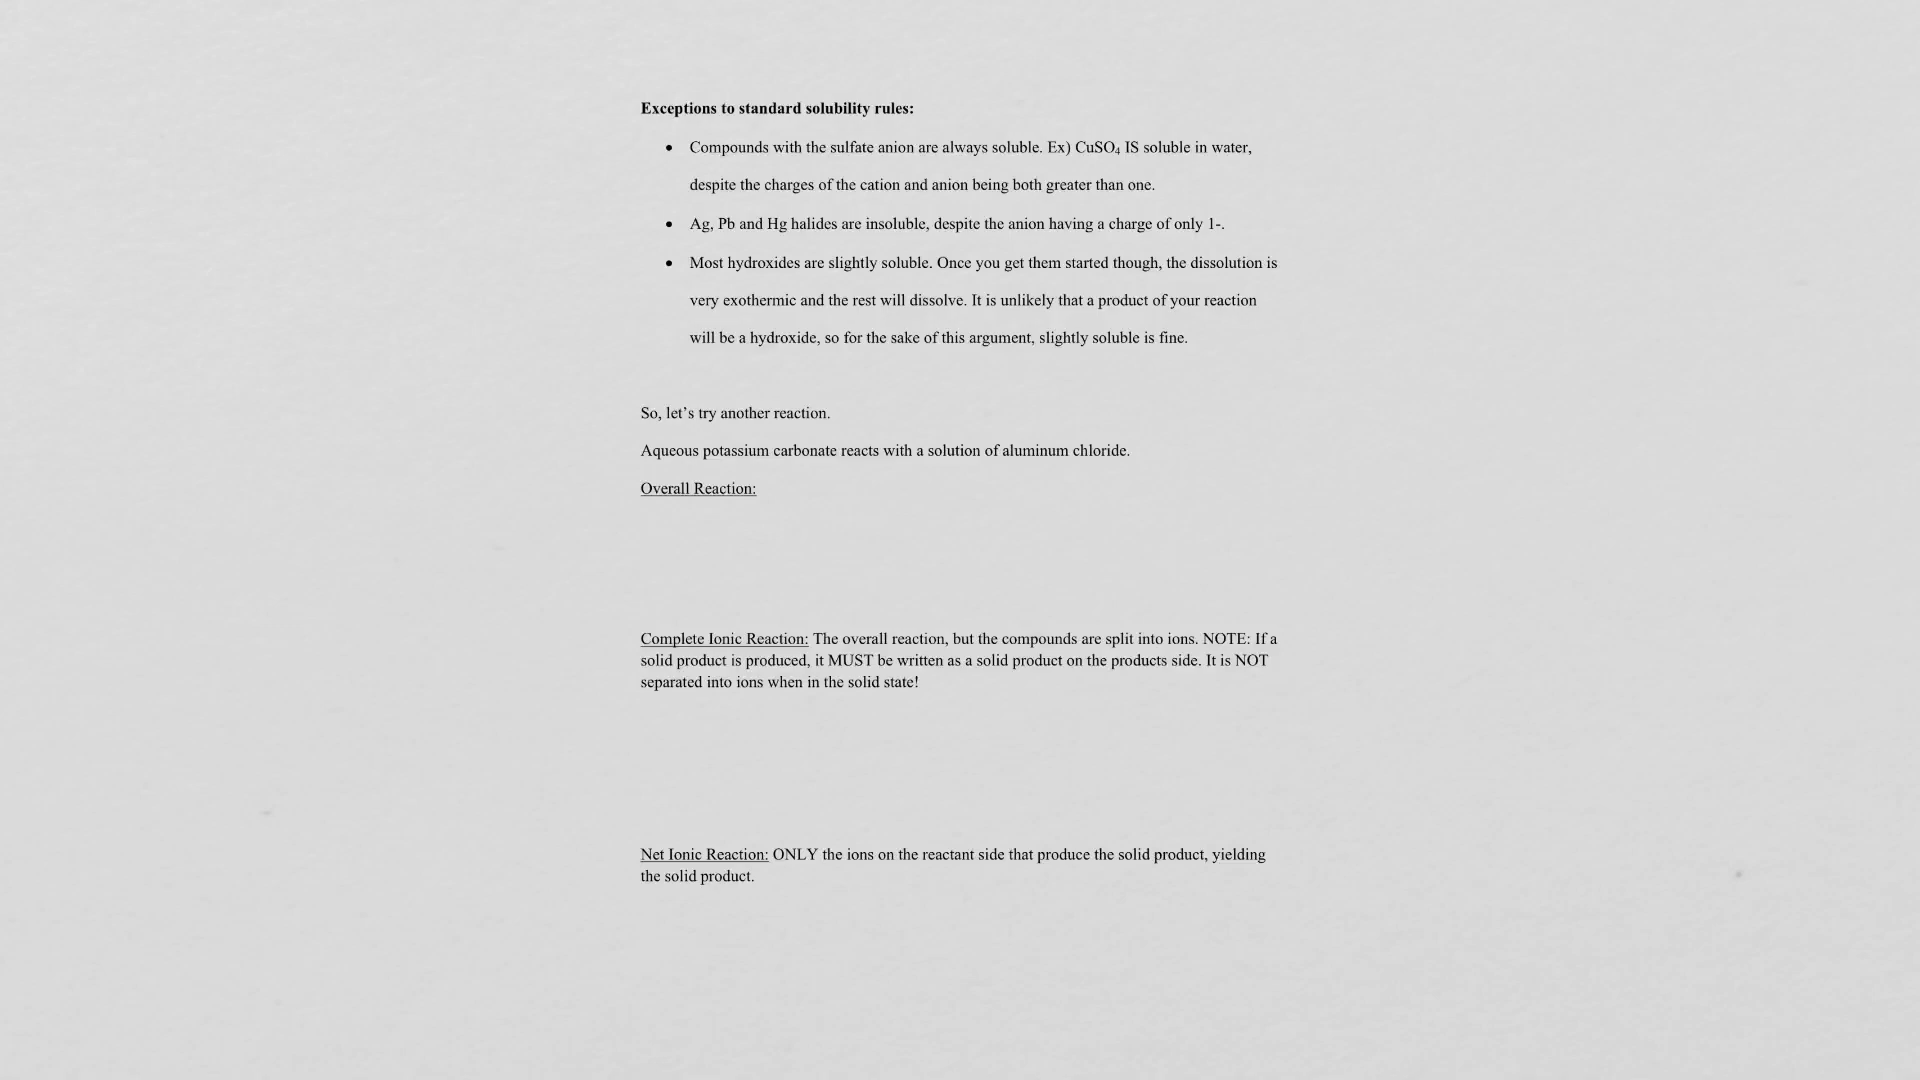 Exceptions to standard solubility rules:
• Compounds with the sulfate anion are always soluble. Ex) CuSO₄ IS soluble in water,
despite the charges of the cation and anion being both greater than one.
• Ag, Pb and Hg halides are insoluble, despite the anion having a charge of only 1-.
• Most hydroxides are slightly soluble. Once you get them started though, the dissolution is
very exothermic and the rest will dissolve. It is unlikely that a product of your reaction
will be a hydroxide, so for the sake of this argument, slightly soluble is fine.
So, let’s try another reaction.
Aqueous potassium carbonate reacts with a solution of aluminum chloride.
Overall Reaction:
Complete Ionic Reaction: The overall reaction, but the compounds are split into ions. NOTE: If a
solid product is produced, it MUST be written as a solid product on the products side. It is NOT
separated into ions when in the solid state!
Net Ionic Reaction: ONLY the ions on the reactant side that produce the solid product, yielding
the solid product.